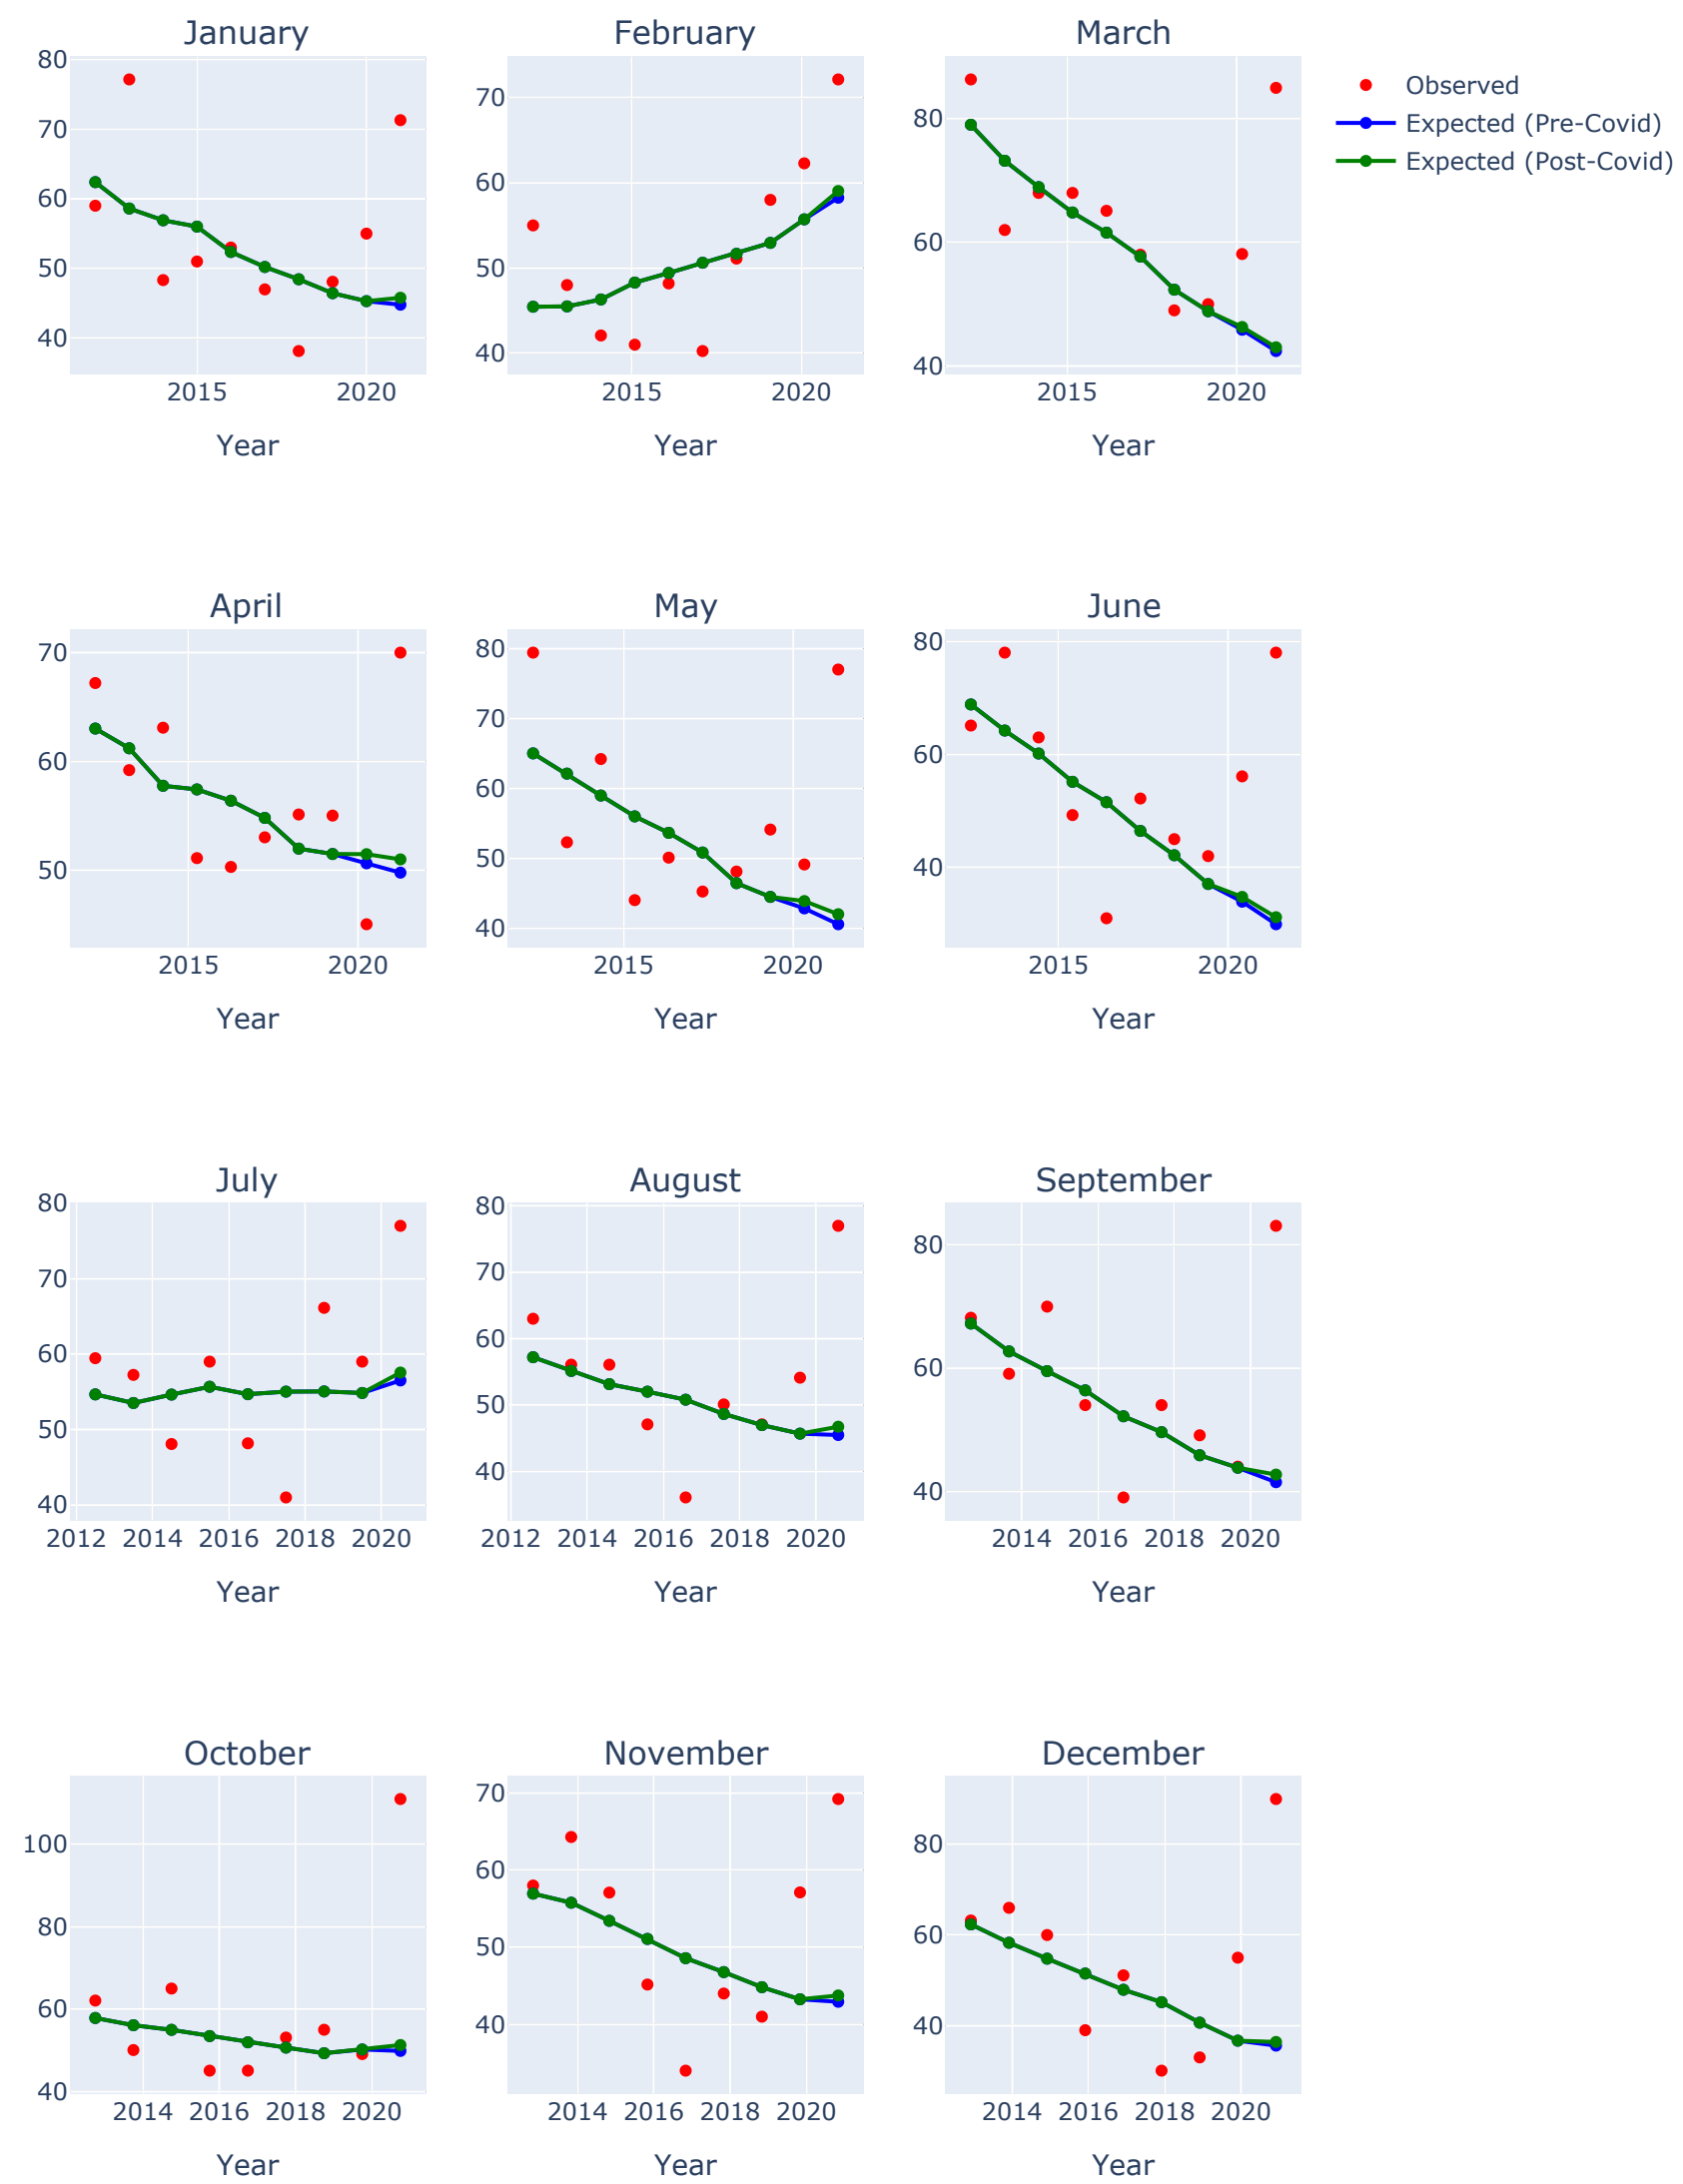 January February March
80
70
60
50
40
2015 2020
Year
70
60
50
40
2015 2020
Year
80
60
40
2015 2020
Year
Observed
Expected (Pre-Covid)
Expected (Post-Covid)
April May June
70
60
50
2015 2020
Year
80
70
60
50
40
2015 2020
Year
80
60
40
2015 2020
Year
July August September
80
70
60
50
40
2012 2014 2016 2018 2020
Year
80
70
60
50
40
2012 2014 2016 2018 2020
Year
80
60
40
2014 2016 2018 2020
Year
October November December
100
80
60
40
2014 2016 2018 2020
Year
70
60
50
40
2014 2016 2018 2020
Year
80
60
40
2014 2016 2018 2020
Year